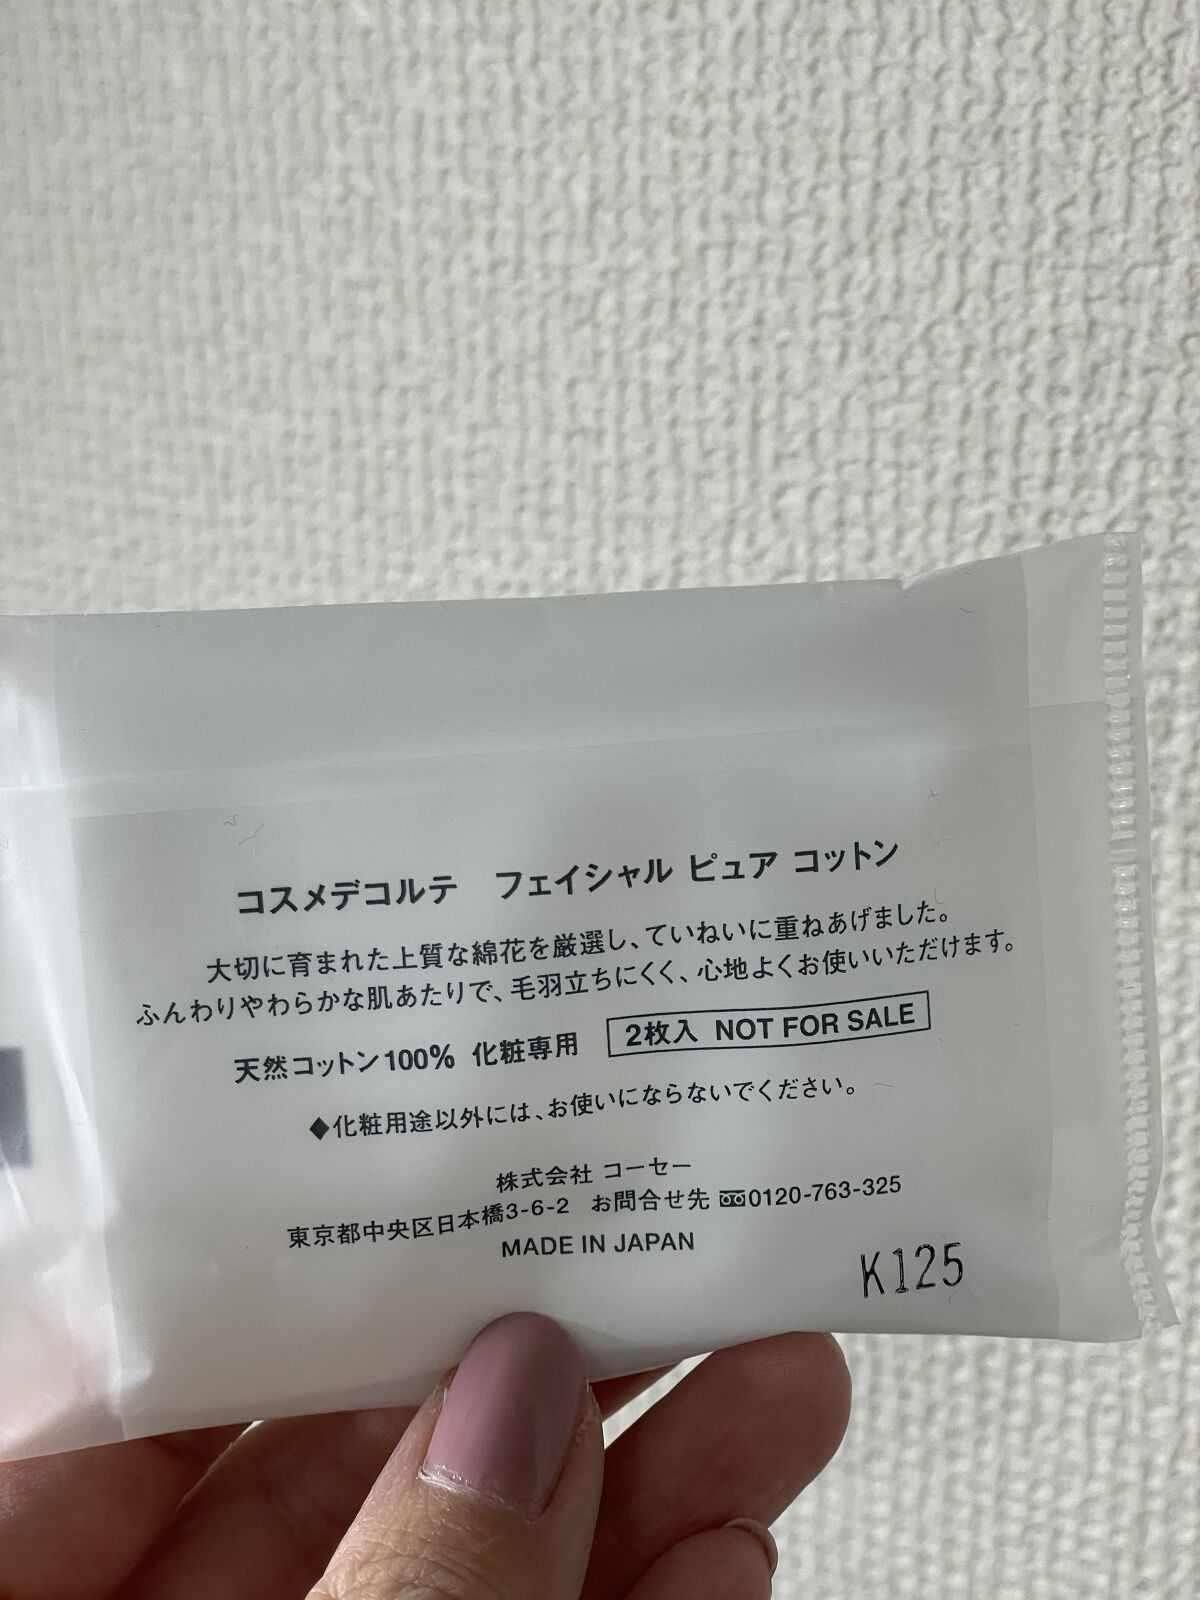 コスメデコルテ　フェイシャル ピュア コットン
大切に育まれた上質な綿花を厳選し、ていねいに重ねあげました。
ふんわりやわらかな肌あたりで、毛羽立ちにくく、心地よくお使いいただけます。
天然コットン100% 化粧専用 2枚入 NOT FOR SALE
◆化粧用途以外には、お使いにならないでください。
株式会社 コーセー
東京都中央区日本橋3-6-2 お問合せ先 0120-763-325
MADE IN JAPAN
K125